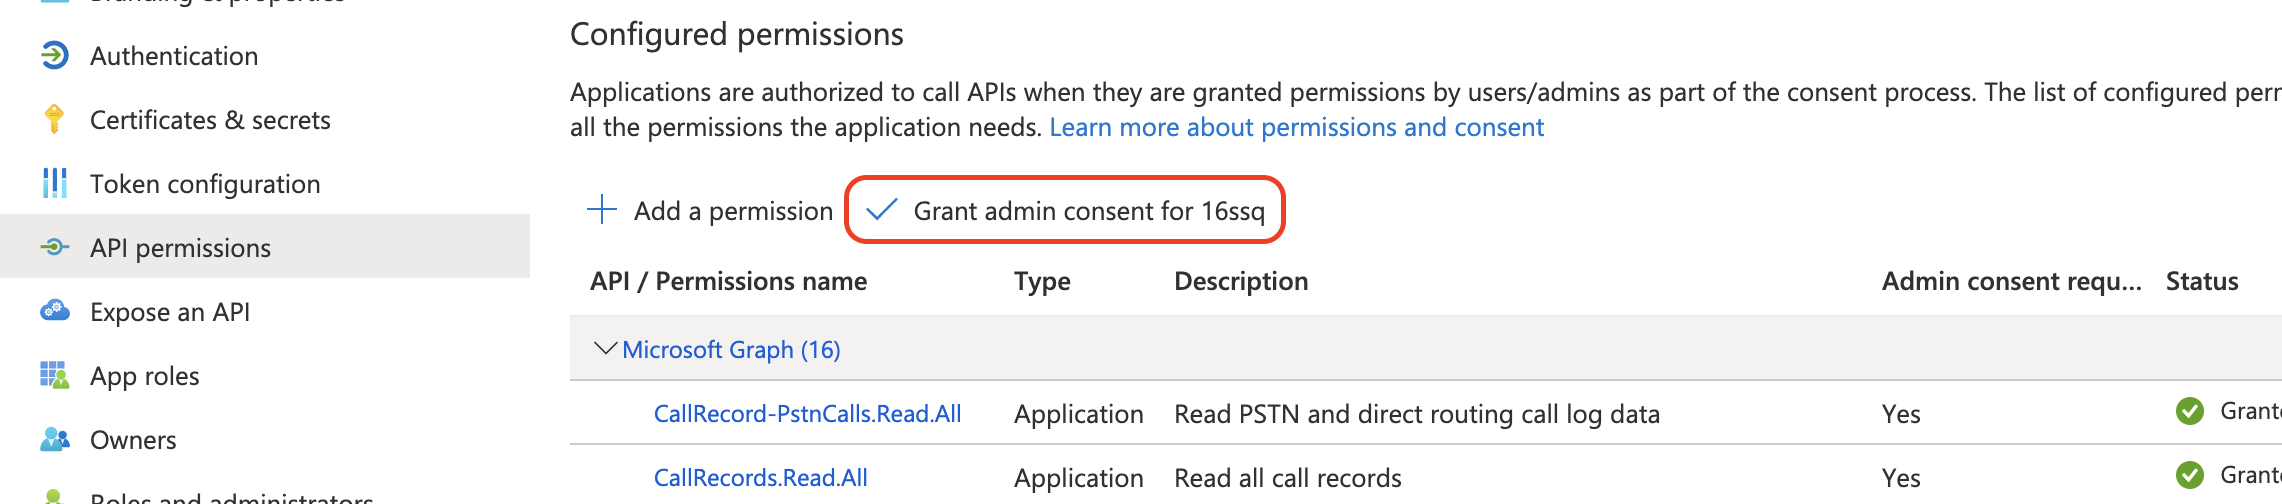 Branding & properties
Authentication
Certificates & secrets
Token configuration
API permissions
Expose an API
App roles
Owners
Roles and administrators
Configured permissions
Applications are authorized to call APIs when they are granted permissions by users/admins as part of the consent process. The list of configured
all the permissions the application needs. Learn more about permissions and consent
Add a permission Grant admin consent for 16ssq
API / Permissions name Type Description Admin consent requ... Status
Microsoft Graph (16)
CallRecord-PstnCalls.Read.All Application Read PSTN and direct routing call log data Yes
CallRecords.Read.All Application Read all call records Yes